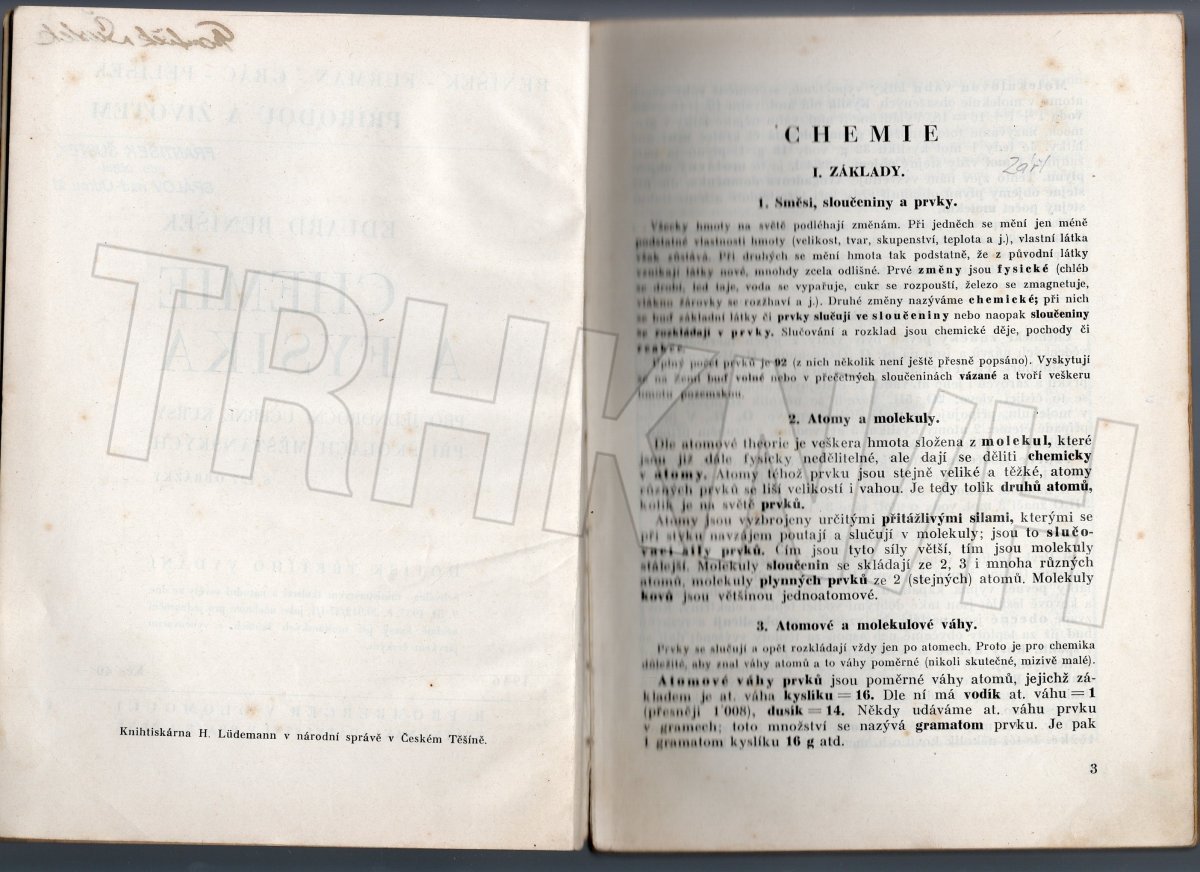 Knihtiskárna H. Lüdemann v národní správě v Českém Těšíně.
CHEMIE
Září
I. ZÁKLADY.
1. Směsi, sloučeniny a prvky.
Všecky hmoty na světě podléhají změnám. Při jedněch se mění jen méně
podstatné vlastnosti hmoty (velikost, tvar, skupenství, teplota a j.), vlastní látka
však zůstává. Při druhých se mění hmota tak podstatně, že z původní látky
vznikají látky nové, mnohdy zcela odlišné. Prvé změny jsou fysické (chléb
se drobí, led taje, voda se vypařuje, cukr se rozpouští, železo se zmagnetuje,
vlákno žárovky se rozžhaví a j.). Druhé změny nazýváme chemické; při nich
se buď základní látky či prvky slučují ve sloučeniny nebo naopak sloučeniny
se rozkládají v prvky. Slučování a rozklad jsou chemické děje, pochody či
reakce.
Úplný počet prvků je 92 (z nich několik není ještě přesně popsáno). Vyskytují
se na Zemi buď volné nebo v přečetných sloučeninách vázané a tvoří veškeru
hmotu pozemskou.
2. Atomy a molekuly.
Dle atomové theorie je veškera hmota složena z molekul, které
jsou již dále fysicky nedělitelné, ale dají se děliti chemicky
v atomy. Atomy téhož prvku jsou stejně veliké a těžké, atomy
různých prvků se liší velikostí i vahou. Je tedy tolik druhů atomů,
kolik je na světě prvků.
Atomy jsou vyzbrojeny určitými přitážlivými silami, kterými se
při styku navzájem poutají a slučují v molekuly; jsou to slučo-
vací síly prvků. Čím jsou tyto síly větší, tím jsou molekuly
stálejší. Molekuly sloučenin se skládají ze 2, 3 i mnoha různých
atomů, molekuly plynných prvků ze 2 (stejných) atomů. Molekuly
kovů jsou většinou jednoatomové.
3. Atomové a molekulové váhy.
Prvky se slučují a opět rozkládají vždy jen po atomech. Proto je pro chemika
důležité, aby znal váhy atomů a to váhy poměrné (nikoli skutečné, mizivě malé).
Atomové váhy prvků jsou poměrné váhy atomů, jejichž zá-
kladem je at. váha kyslíku = 16. Dle ní má vodík at. váhu = 1
(přesněji 1˙008), dusík = 14. Někdy udáváme at. váhu prvku
v gramech; toto množství se nazývá gramatom prvku. Je pak
1 gramatom kyslíku 16 g atd.
3
TRHKNIH